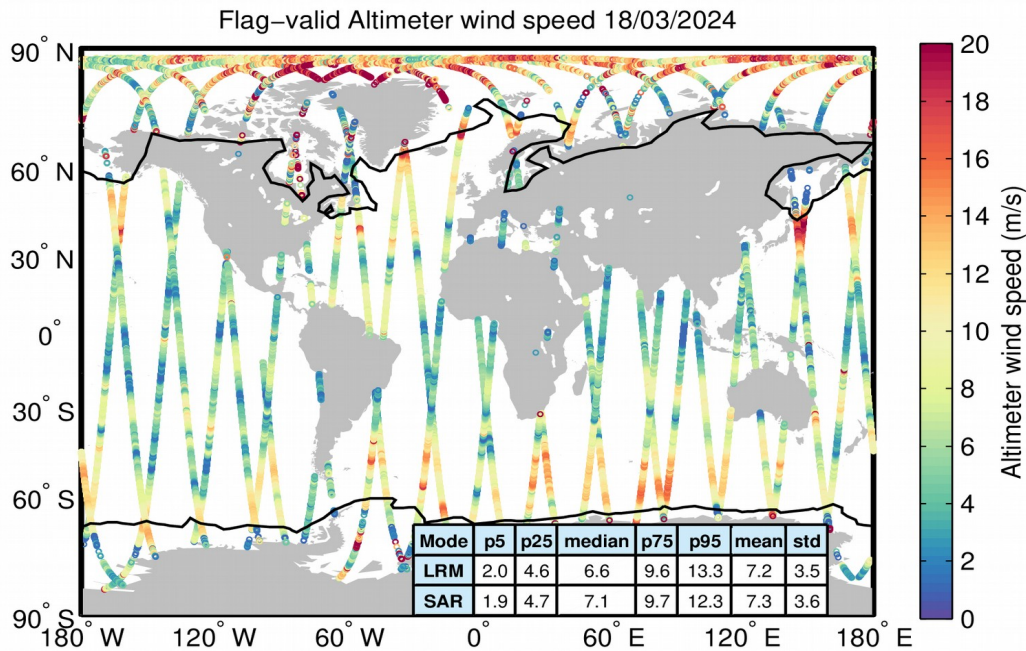 Flag-valid Altimeter wind speed 18/03/2024
90° N
60° N
30° N
0°
30° S
60° S
90° S
180° W
120° W
60° W
0°
60° E
120° E
180° E
Mode p5 p25 median p75 p95 mean std
LRM 2.0 4.6 6.6 9.6 13.3 7.2 3.5
SAR 1.9 4.7 7.1 9.7 12.3 7.3 3.6
20
18
16
14
12
10
8
6
4
2
0
Altimeter wind speed (m/s)